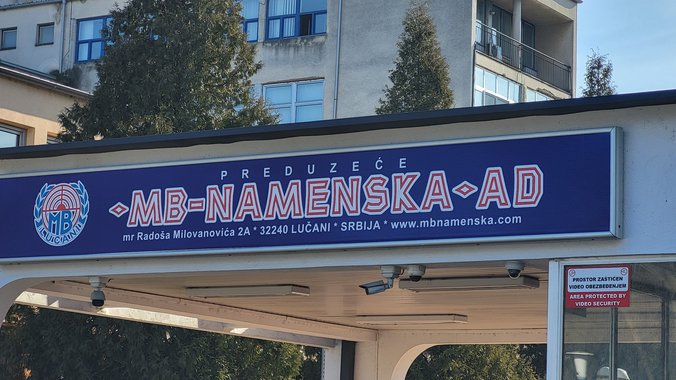 PREDUZEĆE
MB-NAMENSKA AD
mr Radoša Milovanovića 2A * 32240 LUČANI * SRBIJA * www.mbnamenska.com
MB
LUČANI
PROSTOR ZAŠTIĆEN
VIDEO OBEZBEĐENJEM
AREA PROTECTED BY
VIDEO SECURITY